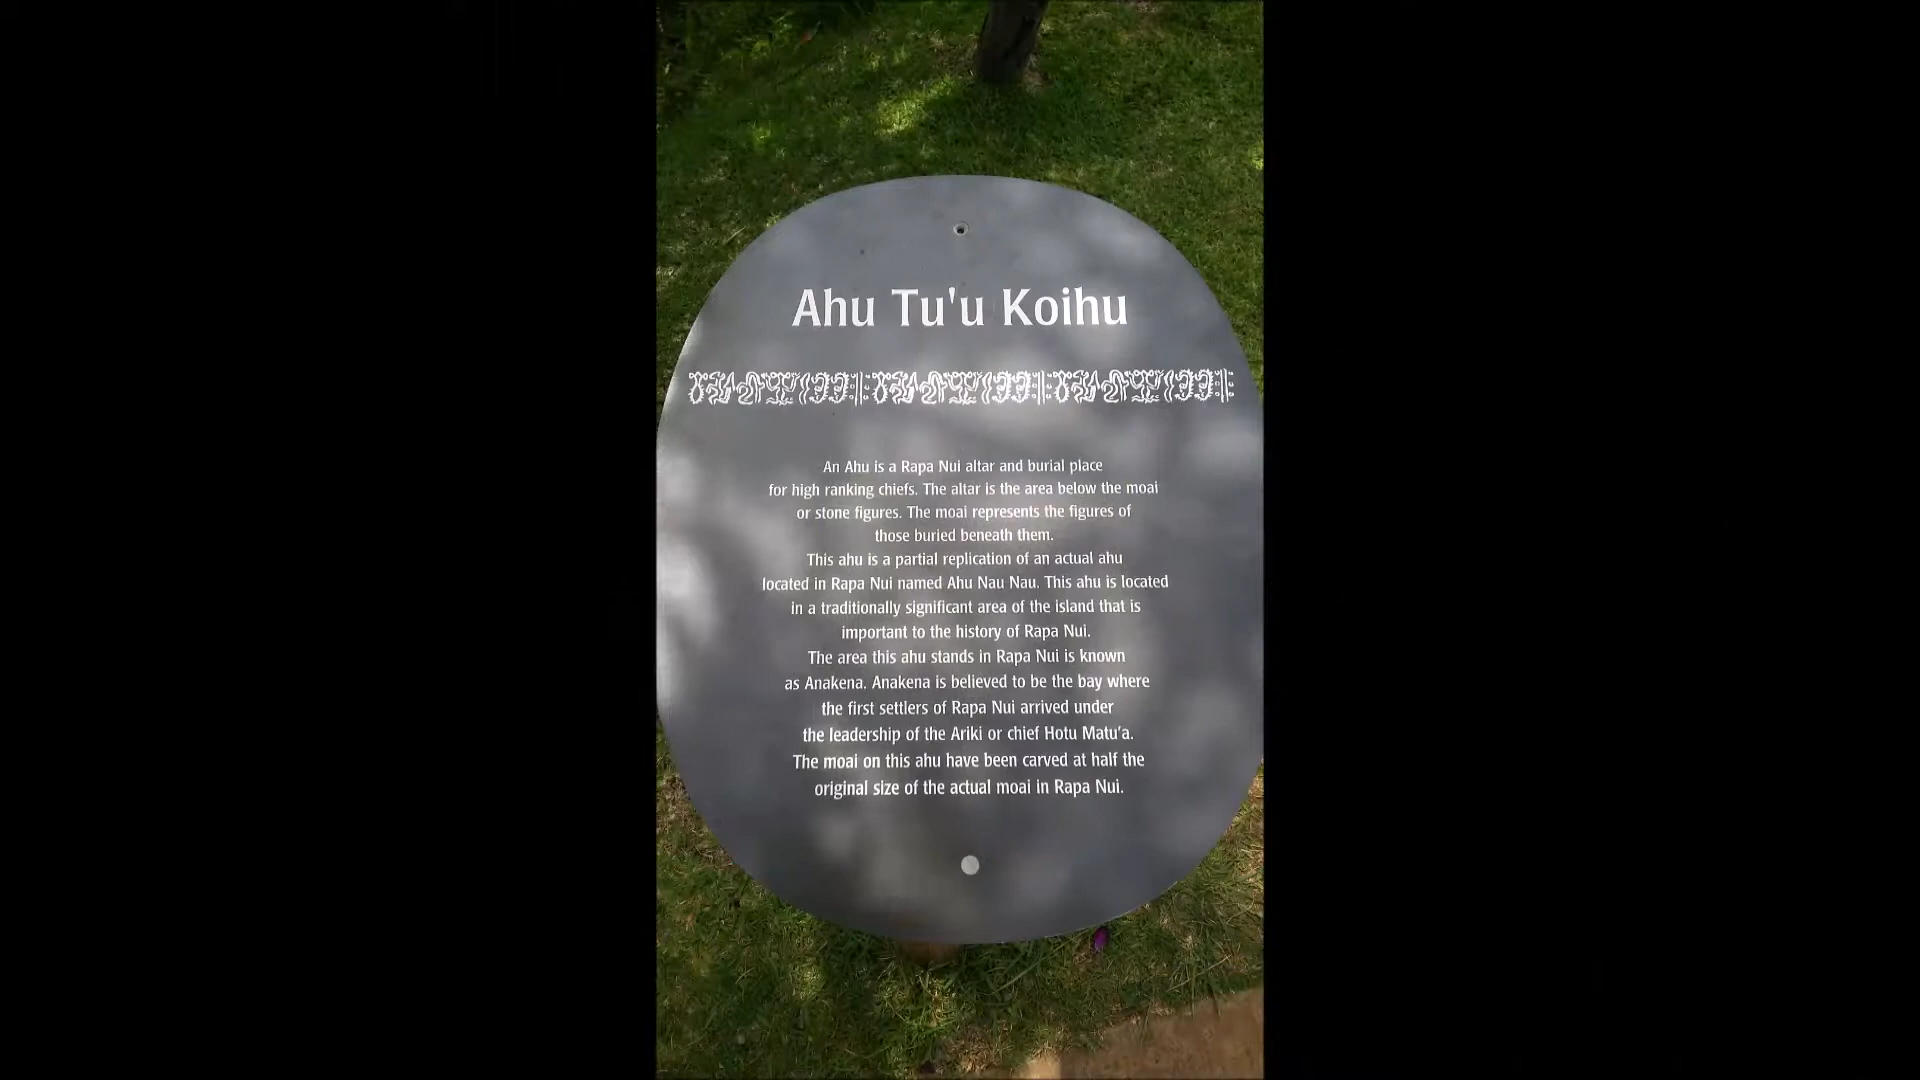 Ahu Tu'u Koihu
An Ahu is a Rapa Nui altar and burial place
for high ranking chiefs. The altar is the area below the moai
or stone figures. The moai represents the figures of
those buried beneath them.
This ahu is a partial replication of an actual ahu
located in Rapa Nui named Ahu Nau Nau. This ahu is located
in a traditionally significant area of the island that is
important to the history of Rapa Nui.
The area this ahu stands in Rapa Nui is known
as Anakena. Anakena is believed to be the bay where
the first settlers of Rapa Nui arrived under
the leadership of the Ariki or chief Hotu Matu'a.
The moai on this ahu have been carved at half the
original size of the actual moai in Rapa Nui.